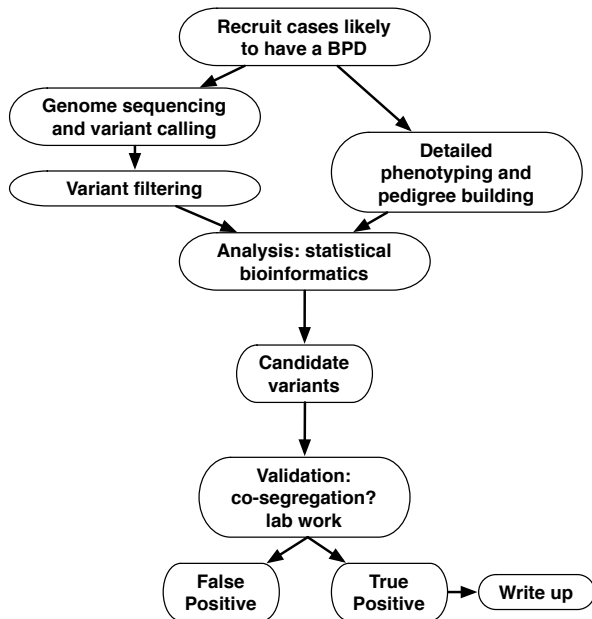 Recruit cases likely
to have a BPD
Genome sequencing
and variant calling
Detailed
phenotyping and
pedigree building
Variant filtering
Analysis: statistical
bioinformatics
Candidate
variants
Validation:
co-segregation?
lab work
False
Positive
True
Positive
Write up